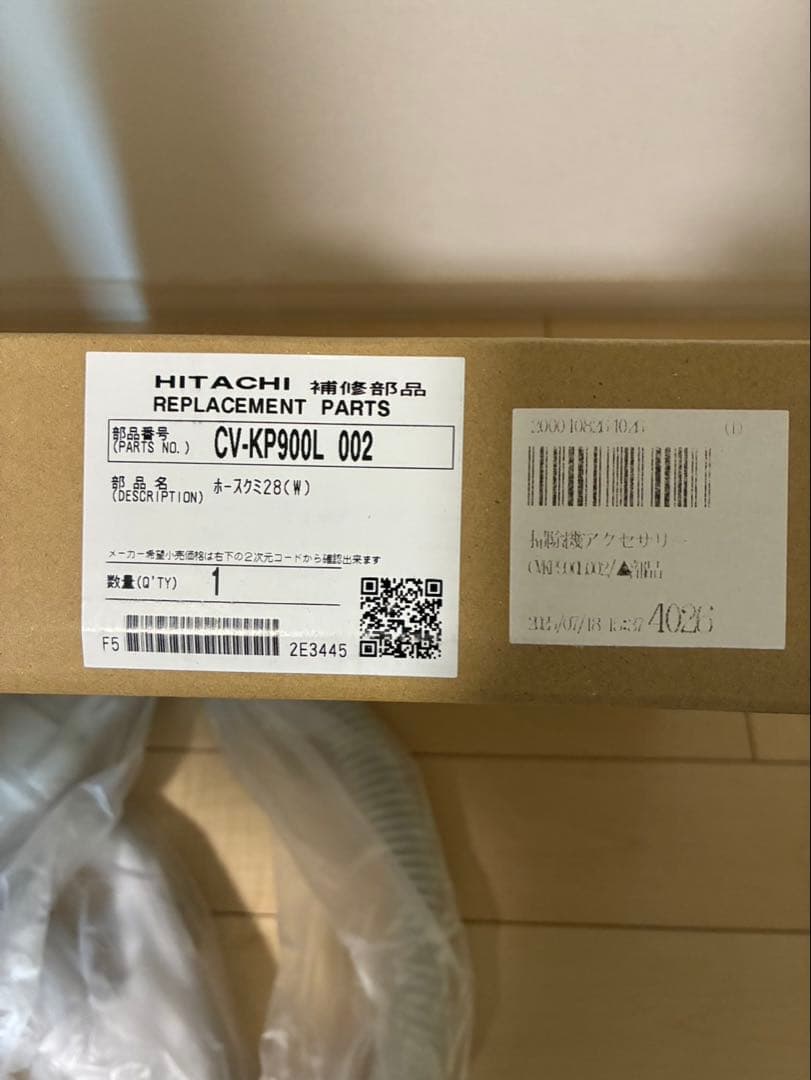 HITACHI 補修部品
REPLACEMENT PARTS
部品番号
(PARTS NO.) CV-KP900L 002
部品名
(DESCRIPTION) ホースクミ28(W)
メーカー希望小売価格は右下の2次元コードから確認出来ます
数量(Q'TY) 1
F5 2E3445
(1)
掃除機アクセサリー
4026